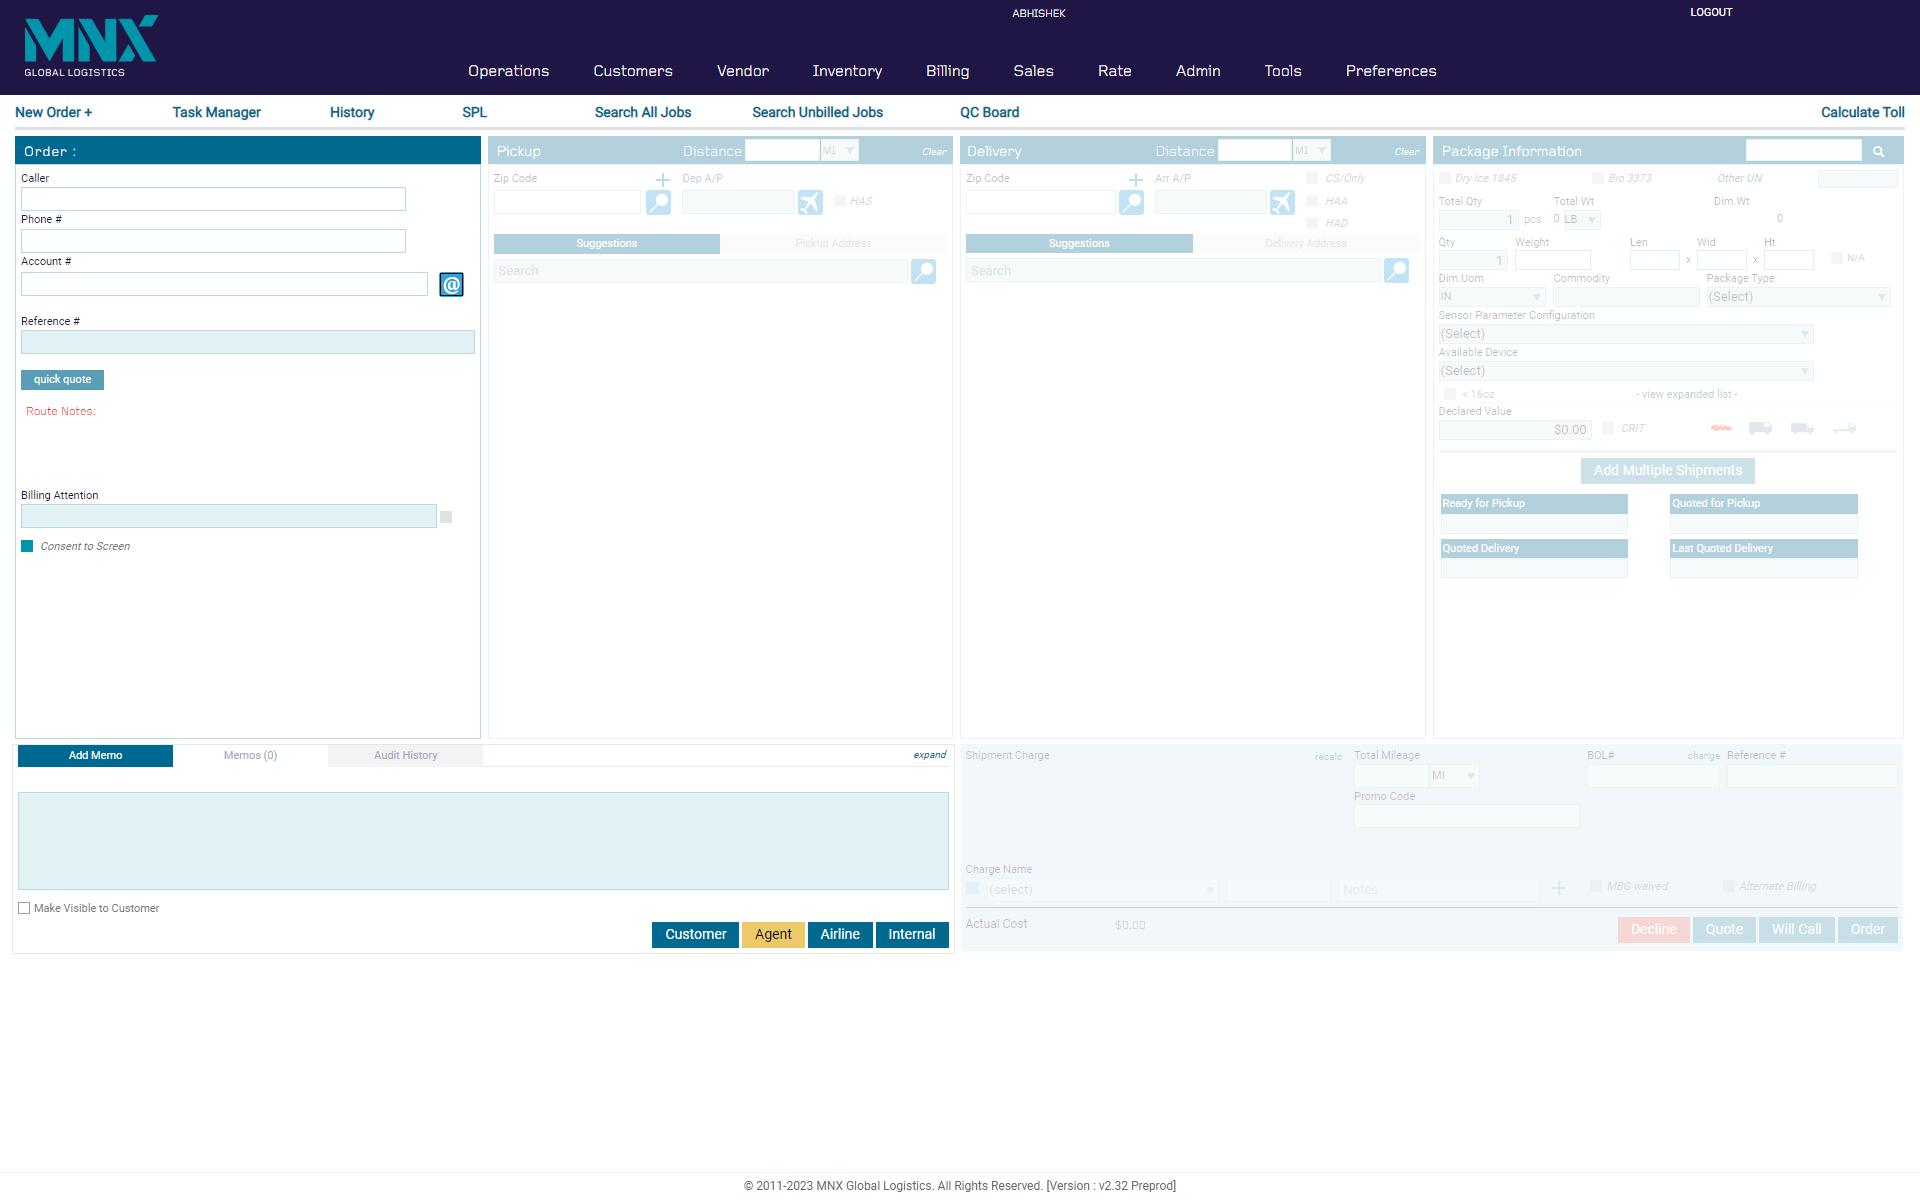 ABHISHEK
LOGOUT
MNX
GLOBAL LOGISTICS
Operations Customers Vendor Inventory Billing Sales Rate Admin Tools Preferences
New Order + Task Manager History SPL Search All Jobs Search Unbilled Jobs QC Board Calculate Toll
Order :
Caller
Phone #
Account #
@
Reference #
quick quote
Route Notes:
Billing Attention
Consent to Screen
Pickup Distance MI Clear
Zip Code + Dep A/P
HAS
Suggestions Pickup Address
Search
Delivery Distance MI Clear
Zip Code + Arr A/P CS/Only
HAA
HAD
Suggestions Delivery Address
Search
Package Information
Dry Ice 1845 Bio 3373 Other UN
Total Qty Total Wt Dim.Wt
1 pcs 0 LB 0
Qty Weight Len Wid Ht
1 x x N/A
Dim.Uom Commodity Package Type
IN (Select)
Sensor Parameter Configuration
(Select)
Available Device
(Select)
< 16oz - view expanded list -
Declared Value
$0.00 CRIT
Add Multiple Shipments
Ready for Pickup Quoted for Pickup
Quoted Delivery Last Quoted Delivery
Add Memo Memos (0) Audit History expand
Make Visible to Customer
Customer Agent Airline Internal
Shipment Charge recalc Total Mileage BOL# change Reference #
MI
Promo Code
Charge Name
(select) Notes + MBG waived Alternate Billing
Actual Cost $0.00
Decline Quote Will Call Order
© 2011-2023 MNX Global Logistics. All Rights Reserved. [Version : v2.32 Preprod]